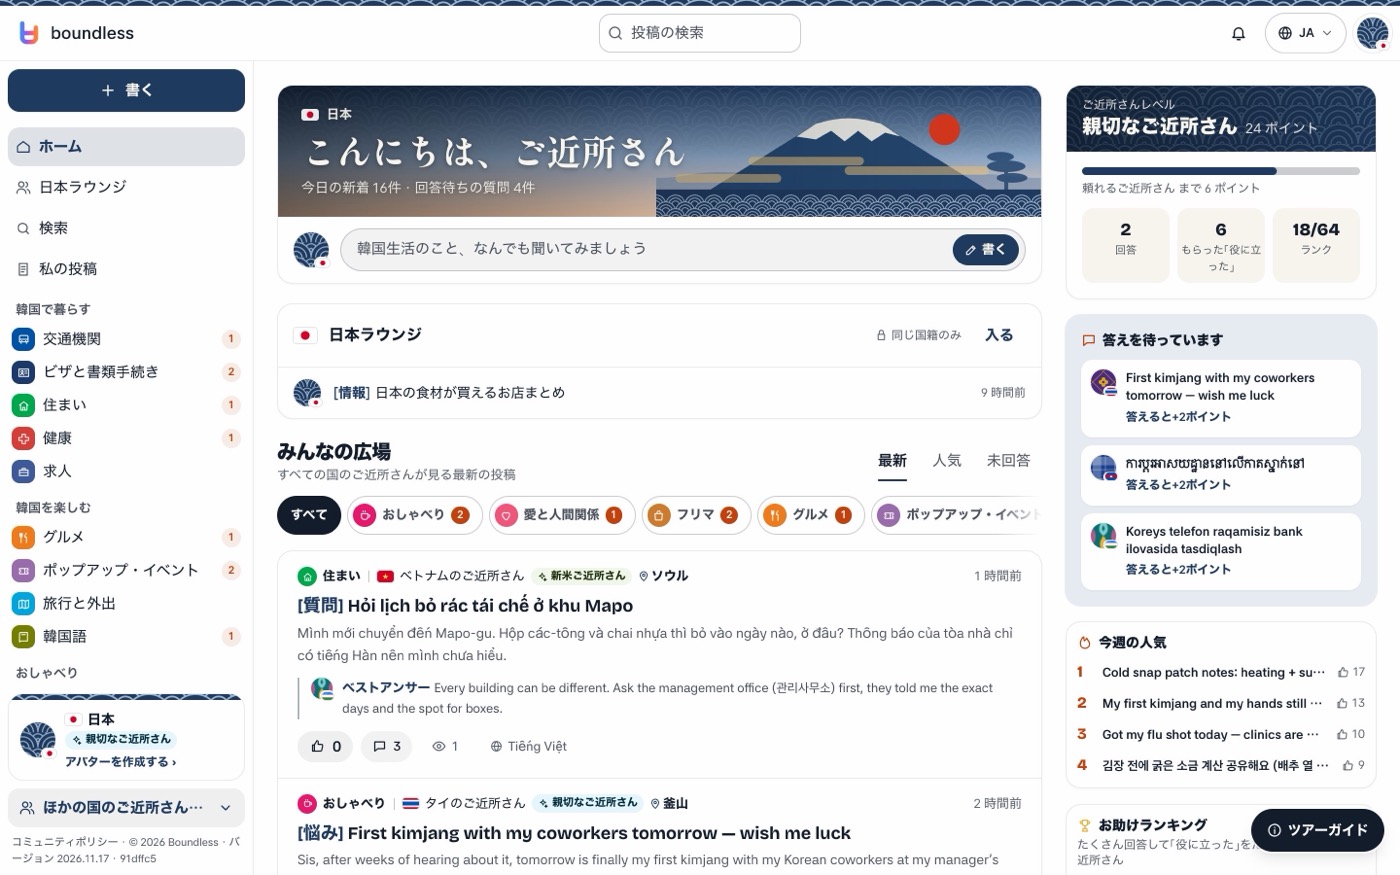 boundless
投稿の検索
JA
書く
ホーム
日本ラウンジ
検索
私の投稿
韓国で暮らす
交通機関 1
ビザと書類手続き 2
住まい 1
健康 1
求人
韓国を楽しむ
グルメ 1
ポップアップ・イベント 2
旅行と外出
韓国語 1
おしゃべり
日本
親切なご近所さん
アバターを作成する ›
ほかの国のご近所さん…
コミュニティポリシー · © 2026 Boundless · バ
ージョン 2026.11.17 · 91dffc5
日本
こんにちは、ご近所さん
今日の新着 16件 · 回答待ちの質問 4件
韓国生活のこと、なんでも聞いてみましょう
書く
日本ラウンジ
同じ国籍のみ 入る
[情報] 日本の食材が買えるお店まとめ
9 時間前
みんなの広場
すべての国のご近所さんが見る最新の投稿
最新 人気 未回答
すべて おしゃべり 2 愛と人間関係 1 フリマ 2 グルメ 1 ポップアップ・イベント
住まい | ベトナムのご近所さん 新米ご近所さん ソウル
1 時間前
[質問] Hỏi lịch bỏ rác tái chế ở khu Mapo
Mình mới chuyển đến Mapo-gu. Hộp các-tông và chai nhựa thì bỏ vào ngày nào, ở đâu? Thông báo của tòa nhà chỉ
có tiếng Hàn nên mình chưa hiểu.
ベストアンサー Every building can be different. Ask the management office (관리사무소) first, they told me the exact
days and the spot for boxes.
0 3 1 Tiếng Việt
おしゃべり | タイのご近所さん 親切なご近所さん 釜山
2 時間前
[悩み] First kimjang with my coworkers tomorrow — wish me luck
Sis, after weeks of hearing about it, tomorrow is finally my first kimjang with my Korean coworkers at my manager's
ご近所さんレベル
親切なご近所さん 24 ポイント
頼れるご近所さん まで 6 ポイント
2
回答
6
もらった「役に立
った」
18/64
ランク
答えを待っています
First kimjang with my coworkers
tomorrow — wish me luck
答えると+2ポイント
答えると+2ポイント
Koreys telefon raqamisiz bank
ilovasida tasdiqlash
答えると+2ポイント
今週の人気
1 Cold snap patch notes: heating + su… 17
2 My first kimjang and my hands still … 13
3 Got my flu shot today — clinics are … 10
4 김장 전에 굵은 소금 계산 공유해요 (배추 열 … 9
お助けランキング
たくさん回答して「役に立った」を
近所さん
ツアーガイド